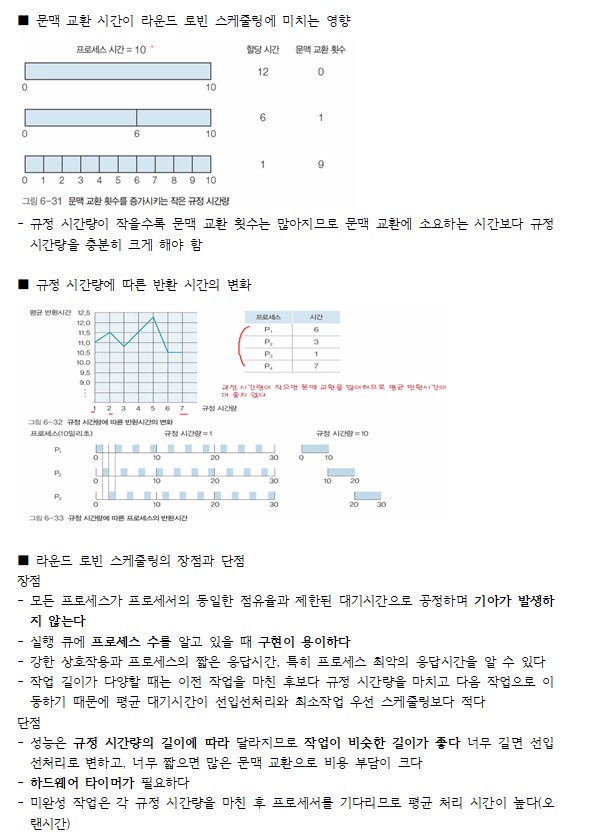 ■ 문맥 교환 시간이 라운드 로빈 스케줄링에 미치는 영향
프로세스 시간 = 10 할당 시간 문맥 교환 횟수
12 0
0 10
6 1
0 6 10
1 9
0 1 2 3 4 5 6 7 8 9 10
그림 6-31 문맥 교환 횟수를 증가시키는 작은 규정 시간량
- 규정 시간량이 작을수록 문맥 교환 횟수는 많아지므로 문맥 교환에 소요하는 시간보다 규정
시간량을 충분히 크게 해야 함
■ 규정 시간량에 따른 반환 시간의 변화
평균 반환시간
12.5
12.0
11.5
11.0
10.5
10.0
9.5
9.0
1 2 3 4 5 6 7 규정 시간량
프로세스 시간
P₁ 6
P₂ 3
P₃ 1
P₄ 7
규정 시간량이 작으면 문맥 교환을 많이하므로 평균 반환시간이
더 좋지 않다
그림 6-32 규정 시간량에 따른 반환시간의 변화
프로세스(10밀리초) 규정 시간량 = 1 규정 시간량 = 10
P₁
0 10 20 30 0 10
P₂
0 10 20 30 10 20
P₃
0 10 20 30 20 30
그림 6-33 규정 시간량에 따른 프로세스의 반환시간
■ 라운드 로빈 스케줄링의 장점과 단점
장점
- 모든 프로세스가 프로세서의 동일한 점유율과 제한된 대기시간으로 공정하며 기아가 발생하
지 않는다
- 실행 큐에 프로세스 수를 알고 있을 때 구현이 용이하다
- 강한 상호작용과 프로세스의 짧은 응답시간, 특히 프로세스 최악의 응답시간을 알 수 있다
- 작업 길이가 다양할 때는 이전 작업을 마친 후보다 규정 시간량을 마치고 다음 작업으로 이
동하기 때문에 평균 대기시간이 선입선처리와 최소작업 우선 스케줄링보다 적다
단점
- 성능은 규정 시간량의 길이에 따라 달라지므로 작업이 비슷한 길이가 좋다 너무 길면 선입
선처리로 변하고, 너무 짧으면 많은 문맥 교환으로 비용 부담이 크다
- 하드웨어 타이머가 필요하다
- 미완성 작업은 각 규정 시간량을 마친 후 프로세서를 기다리므로 평균 처리 시간이 높다(오
랜시간)